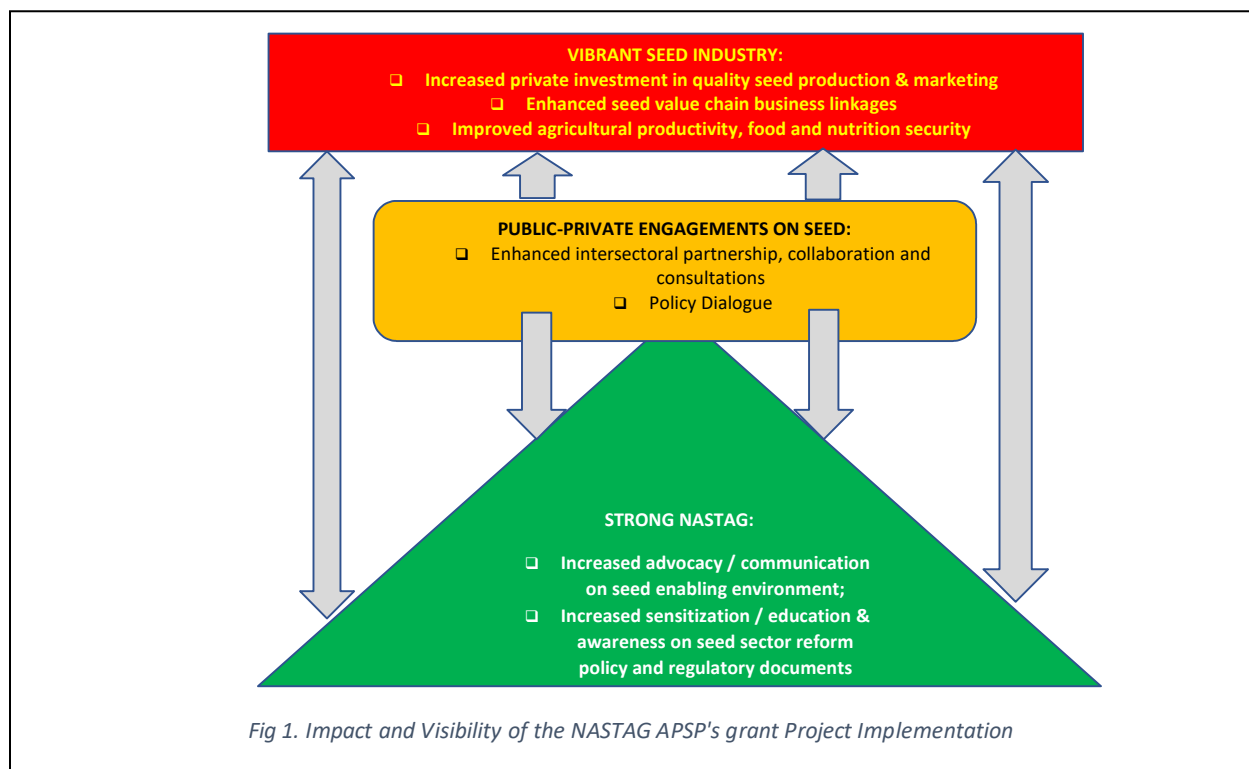 VIBRANT SEED INDUSTRY:
❑ Increased private investment in quality seed production & marketing
❑ Enhanced seed value chain business linkages
❑ Improved agricultural productivity, food and nutrition security
PUBLIC-PRIVATE ENGAGEMENTS ON SEED:
❑ Enhanced intersectoral partnership, collaboration and
consultations
❑ Policy Dialogue
STRONG NASTAG:
❑ Increased advocacy / communication
on seed enabling environment;
❑ Increased sensitization / education &
awareness on seed sector reform
policy and regulatory documents
Fig 1. Impact and Visibility of the NASTAG APSP's grant Project Implementation